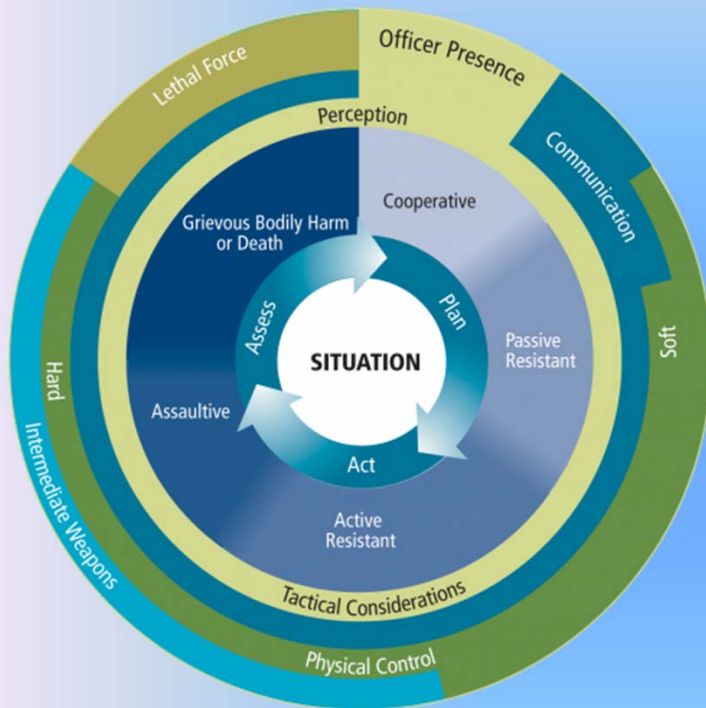 Lethal Force
Officer Presence
Communication
Perception
Cooperative
Grievous Bodily Harm
or Death
Assess
Plan
SITUATION
Passive
Resistant
Soft
Hard
Assaultive
Act
Active
Resistant
Intermediate Weapons
Tactical Considerations
Physical Control